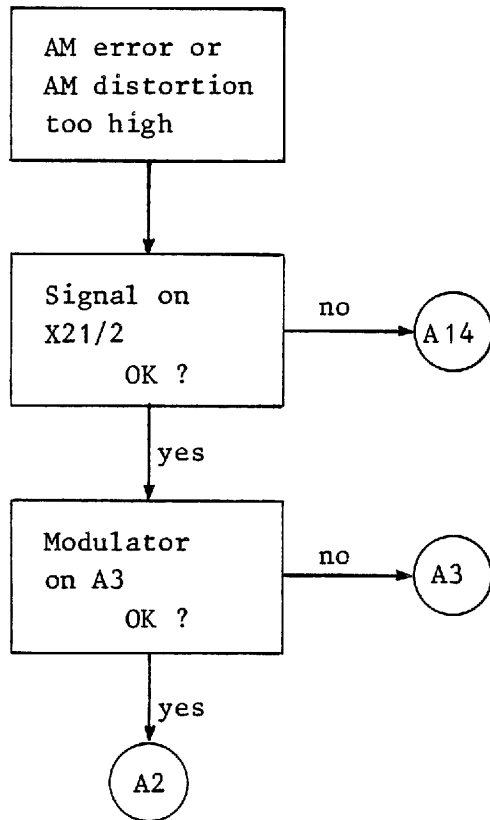 AM error or
AM distortion
too high
Signal on
X21/2
OK ?
no
A14
yes
Modulator
on A3
OK ?
no
A3
yes
A2